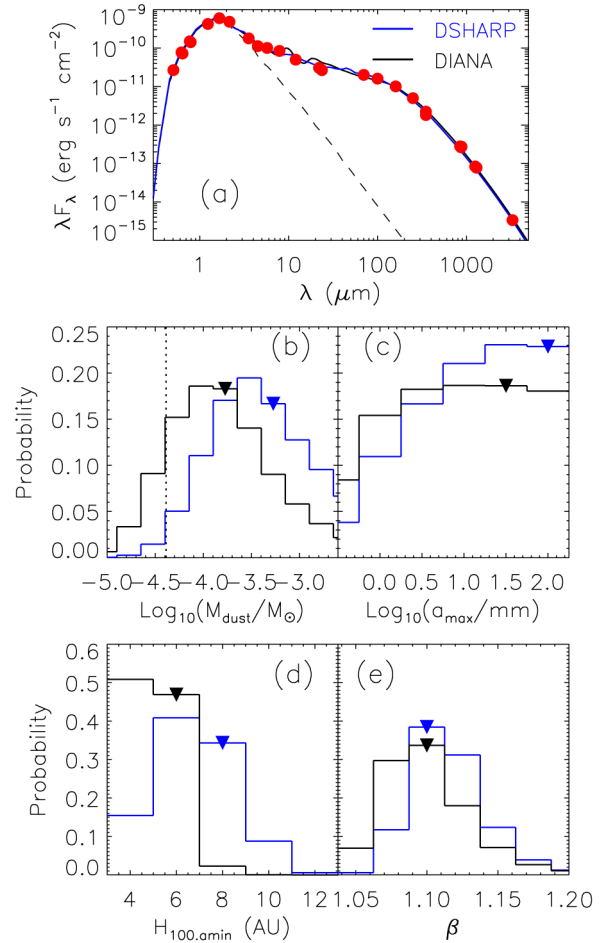 10⁻⁹
10⁻¹⁰
10⁻¹¹
10⁻¹²
10⁻¹³
10⁻¹⁴
10⁻¹⁵
λF_λ (erg s⁻¹ cm⁻²)
DSHARP
DIANA
(a)
1 10 100 1000
λ (μm)
0.25
0.20
0.15
0.10
0.05
0.00
Probability
(b)
(c)
−5.0 −4.5 −4.0 −3.5 −3.0
0.0 0.5 1.0 1.5 2.0
Log₁₀(M_dust/M_⊙)
Log₁₀(a_max/mm)
0.6
0.5
0.4
0.3
0.2
0.1
0.0
Probability
(d)
(e)
4 6 8 10 12
1.05 1.10 1.15 1.20
H_100,amin (AU)
β